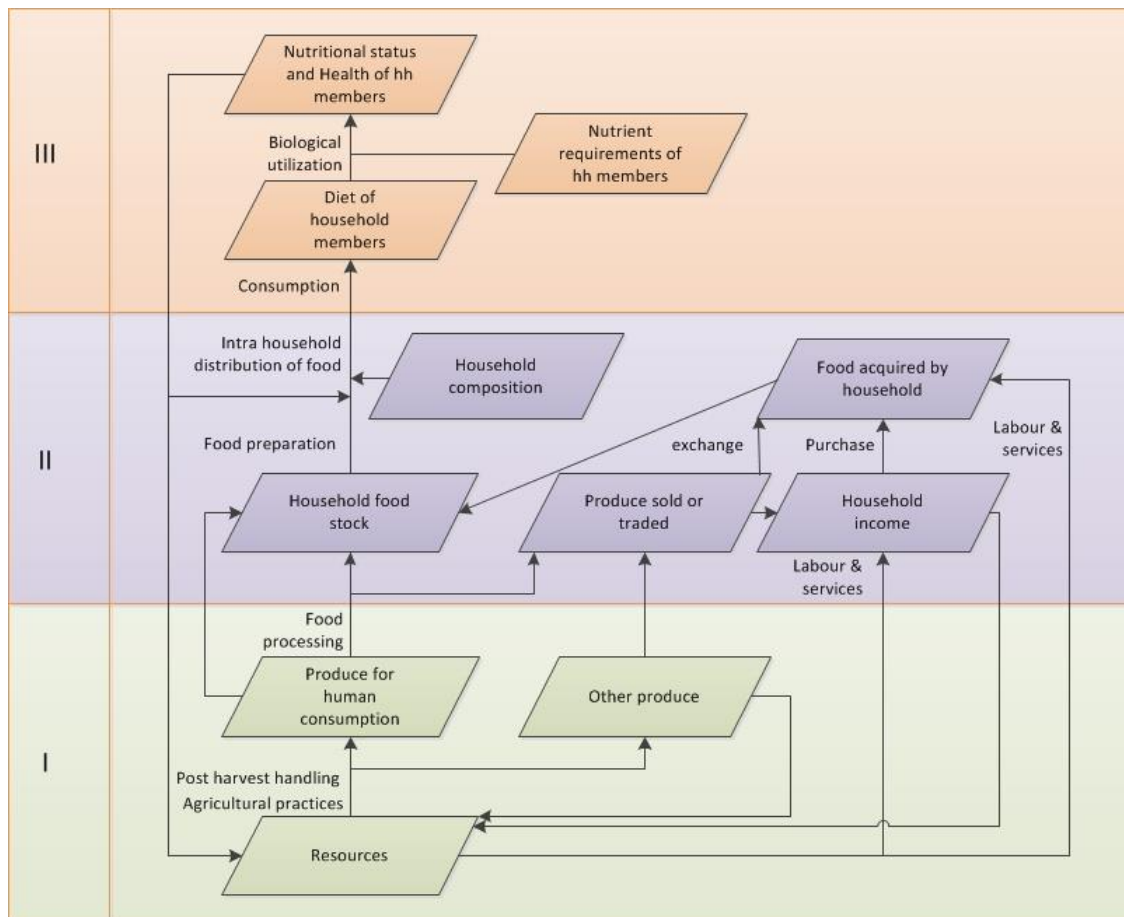 III
Nutritional status
and Health of hh
members
Biological
utilization
Nutrient
requirements of
hh members
Diet of
household
members
Consumption
II
Intra household
distribution of food
Household
composition
Food acquired by
household
Food preparation
exchange
Purchase
Labour &
services
Household food
stock
Produce sold or
traded
Household
income
Labour &
services
I
Food
processing
Produce for
human
consumption
Other produce
Post harvest handling
Agricultural practices
Resources